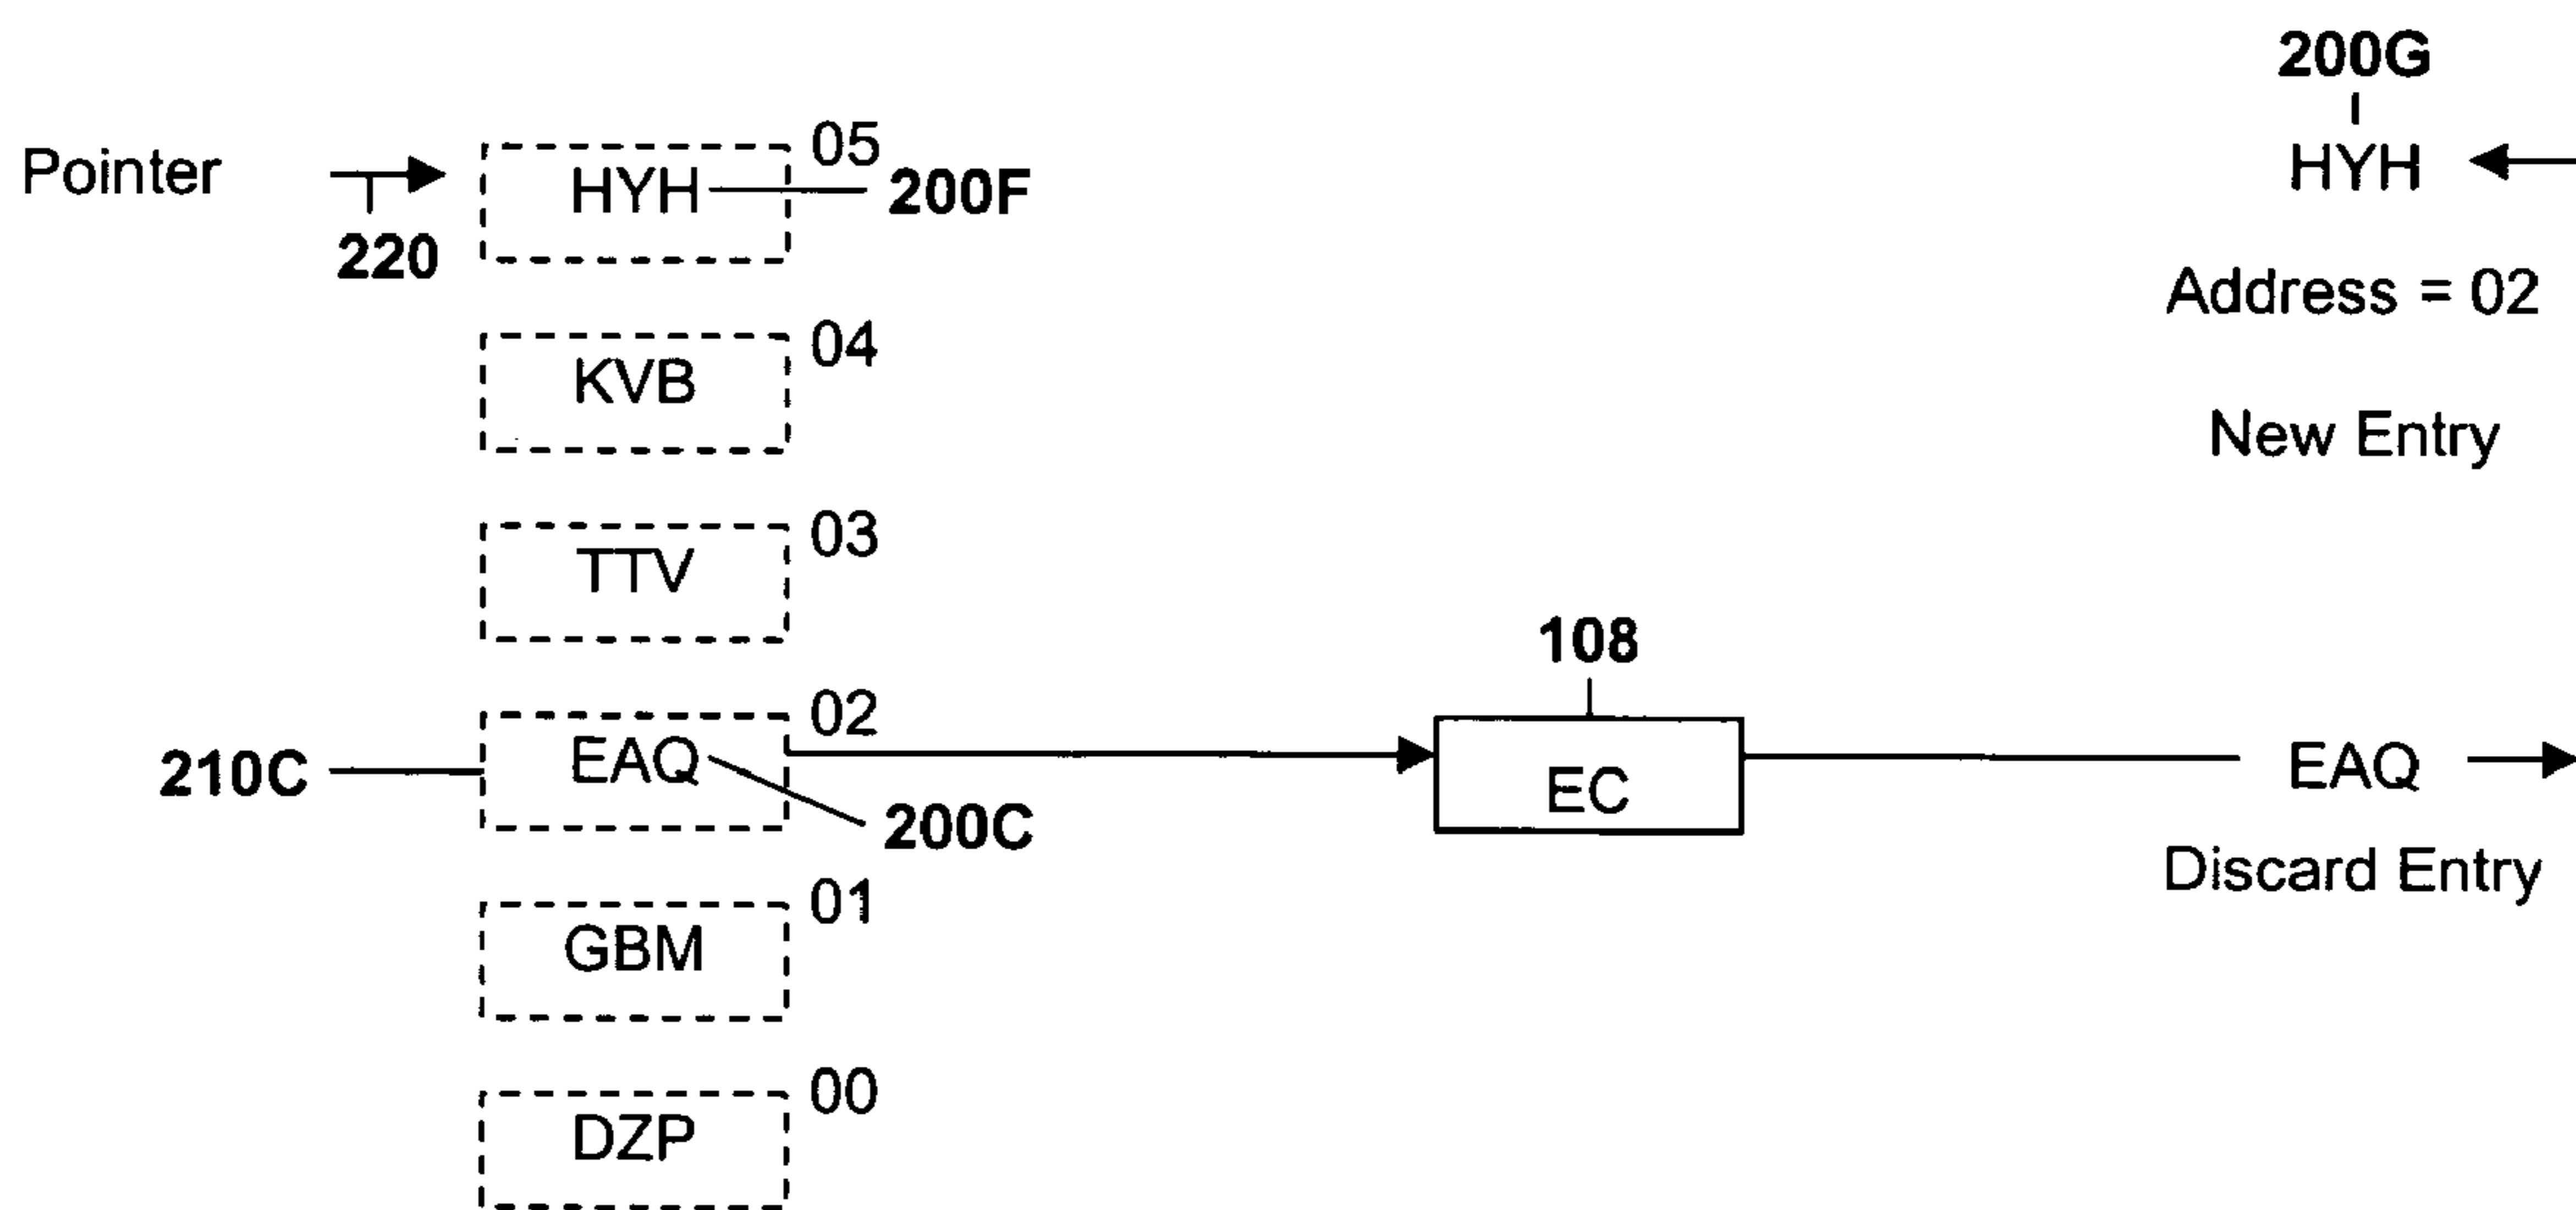 200G
Pointer
220
HYH
05
200F
HYH
Address = 02
New Entry
KVB
04
TTV
03
108
210C
EAQ
02
200C
EC
EAQ
Discard Entry
GBM
01
DZP
00